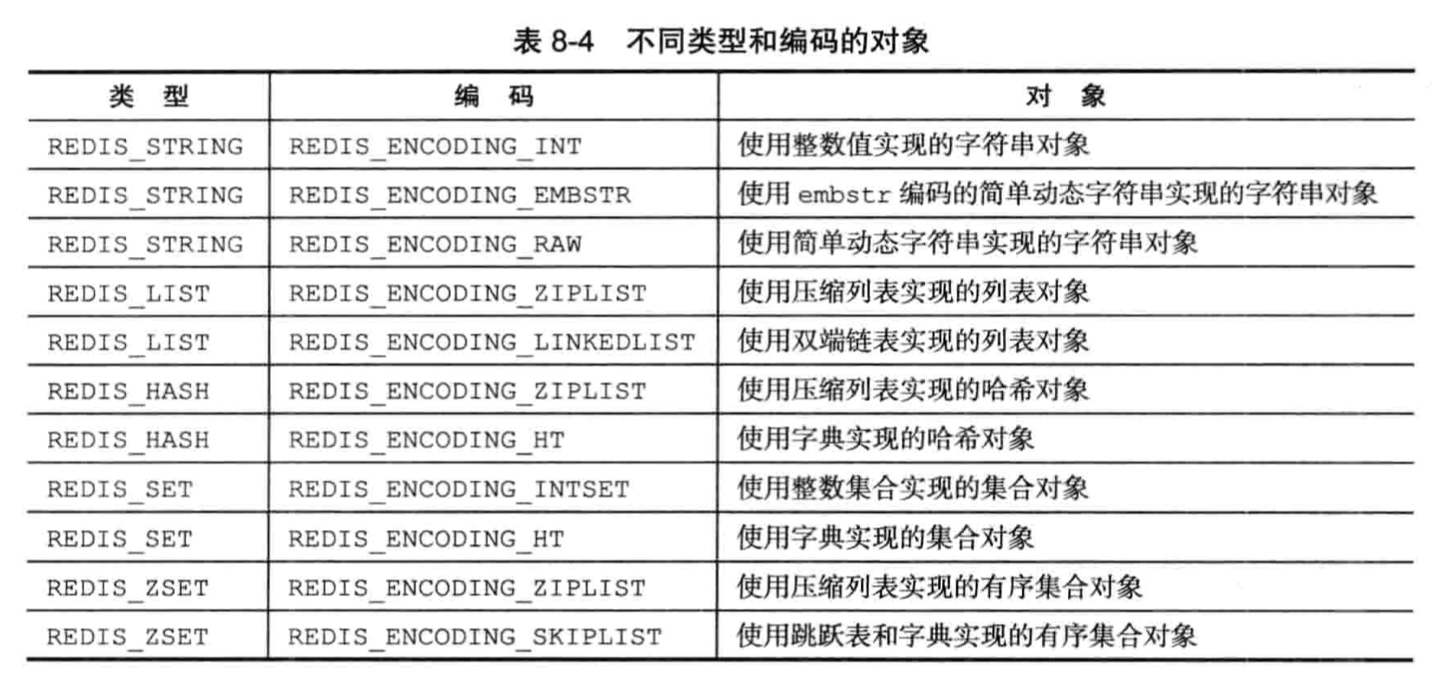 表 8-4 不同类型和编码的对象
类 型 编 码 对 象
REDIS_STRING REDIS_ENCODING_INT 使用整数值实现的字符串对象
REDIS_STRING REDIS_ENCODING_EMBSTR 使用 embstr 编码的简单动态字符串实现的字符串对象
REDIS_STRING REDIS_ENCODING_RAW 使用简单动态字符串实现的字符串对象
REDIS_LIST REDIS_ENCODING_ZIPLIST 使用压缩列表实现的列表对象
REDIS_LIST REDIS_ENCODING_LINKEDLIST 使用双端链表实现的列表对象
REDIS_HASH REDIS_ENCODING_ZIPLIST 使用压缩列表实现的哈希对象
REDIS_HASH REDIS_ENCODING_HT 使用字典实现的哈希对象
REDIS_SET REDIS_ENCODING_INTSET 使用整数集合实现的集合对象
REDIS_SET REDIS_ENCODING_HT 使用字典实现的集合对象
REDIS_ZSET REDIS_ENCODING_ZIPLIST 使用压缩列表实现的有序集合对象
REDIS_ZSET REDIS_ENCODING_SKIPLIST 使用跳跃表和字典实现的有序集合对象